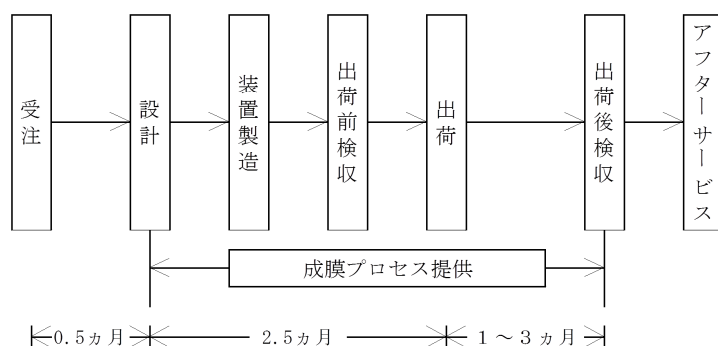 受注
設計
装置製造
出荷前検収
出荷
出荷後検収
アフターサービス
成膜プロセス提供
0.5ヵ月
2.5ヵ月
1～3ヵ月